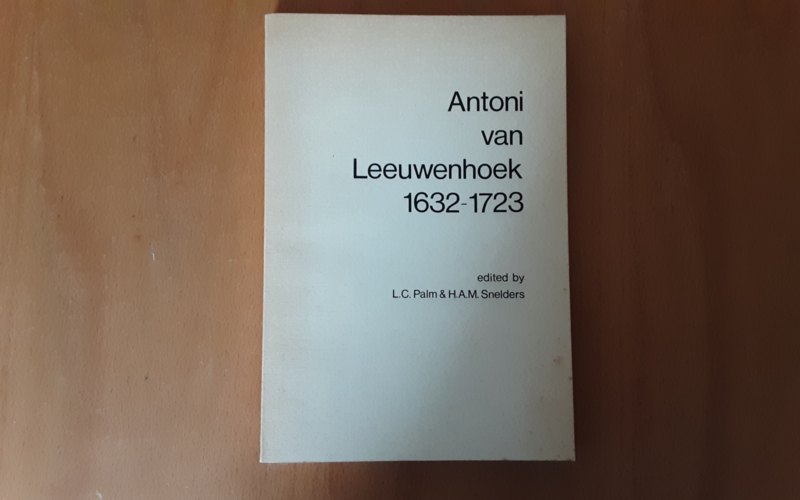 Antoni
van
Leeuwenhoek
1632-1723
edited by
L.C. Palm & H.A.M. Snelders